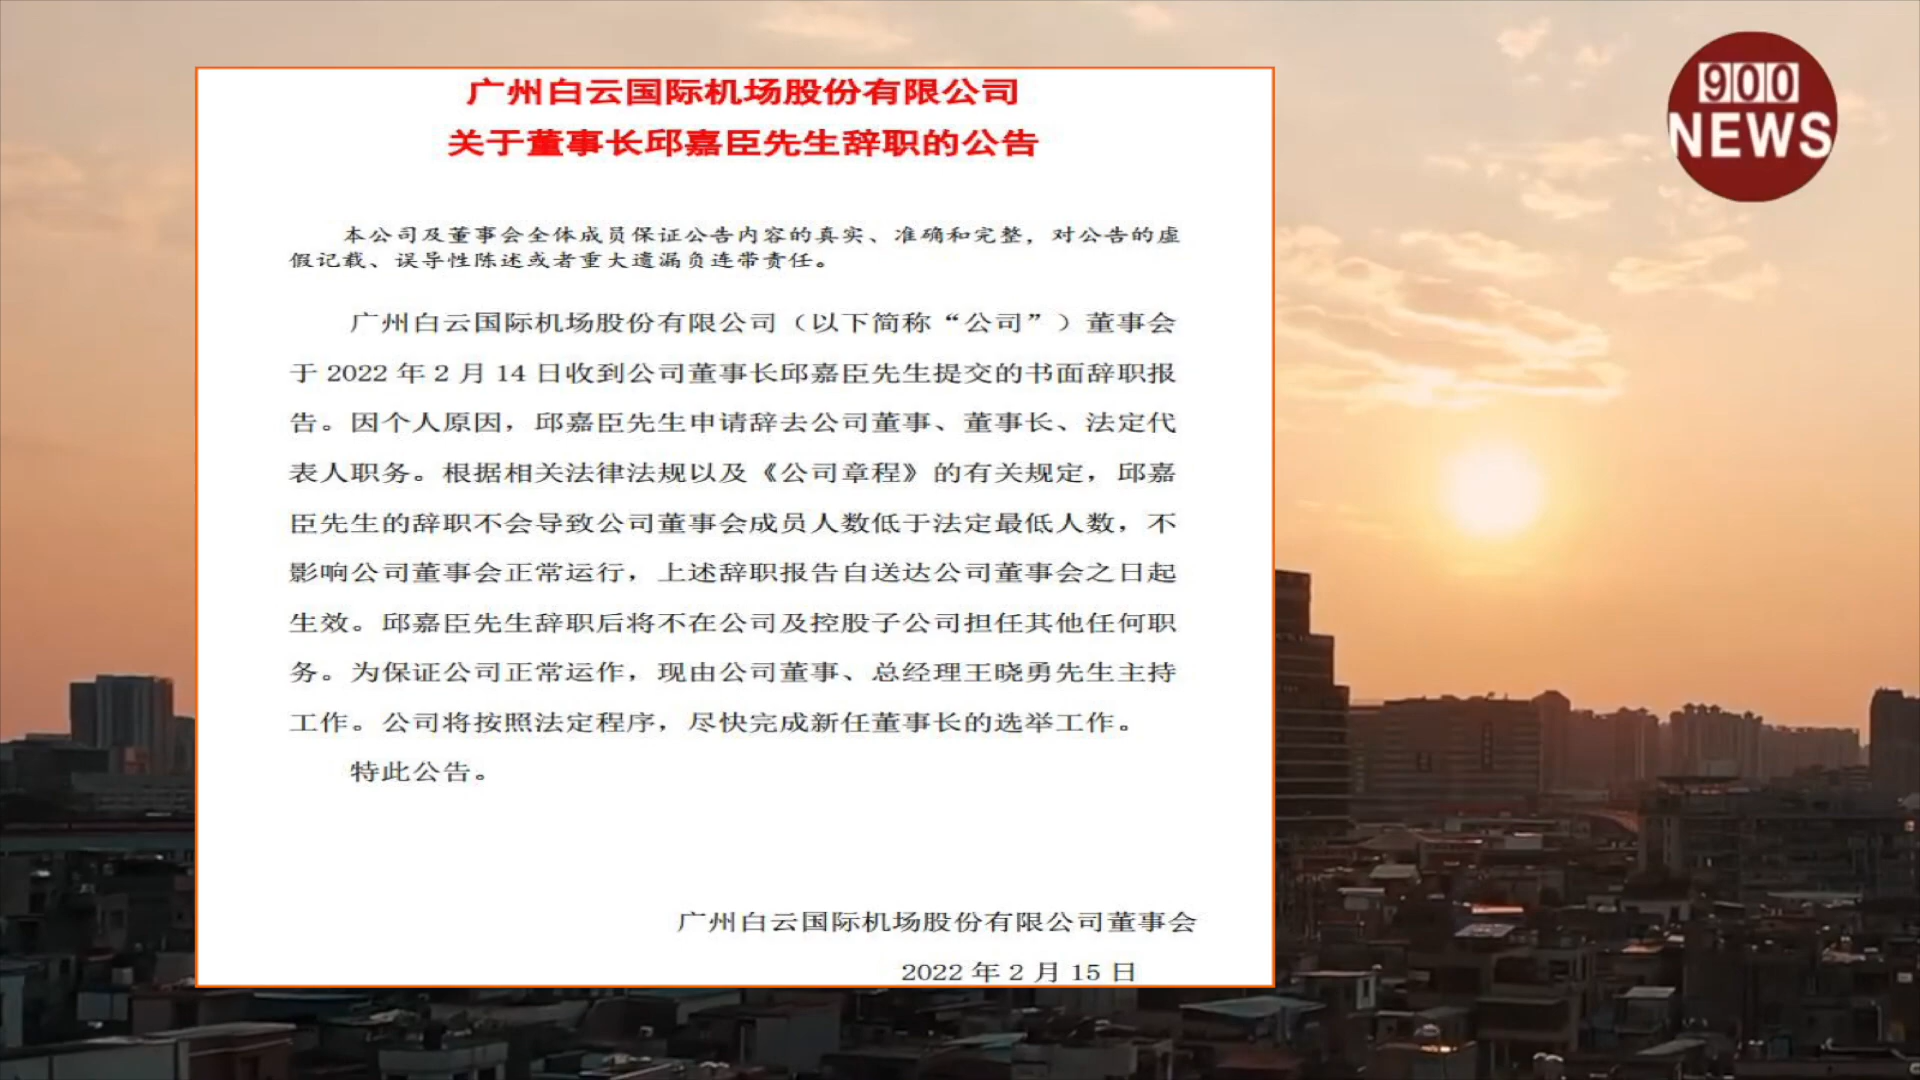 广州白云国际机场股份有限公司
关于董事长邱嘉臣先生辞职的公告
本公司及董事会全体成员保证公告内容的真实、准确和完整，对公告的虚
假记载、误导性陈述或者重大遗漏负连带责任。
广州白云国际机场股份有限公司（以下简称“公司”）董事会
于 2022 年 2 月 14 日收到公司董事长邱嘉臣先生提交的书面辞职报
告。因个人原因，邱嘉臣先生申请辞去公司董事、董事长、法定代
表人职务。根据相关法律法规以及《公司章程》的有关规定，邱嘉
臣先生的辞职不会导致公司董事会成员人数低于法定最低人数，不
影响公司董事会正常运行，上述辞职报告自送达公司董事会之日起
生效。邱嘉臣先生辞职后将不在公司及控股子公司担任其他任何职
务。为保证公司正常运作，现由公司董事、总经理王晓勇先生主持
工作。公司将按照法定程序，尽快完成新任董事长的选举工作。
特此公告。
广州白云国际机场股份有限公司董事会
2022 年 2 月 15 日
900
NEWS